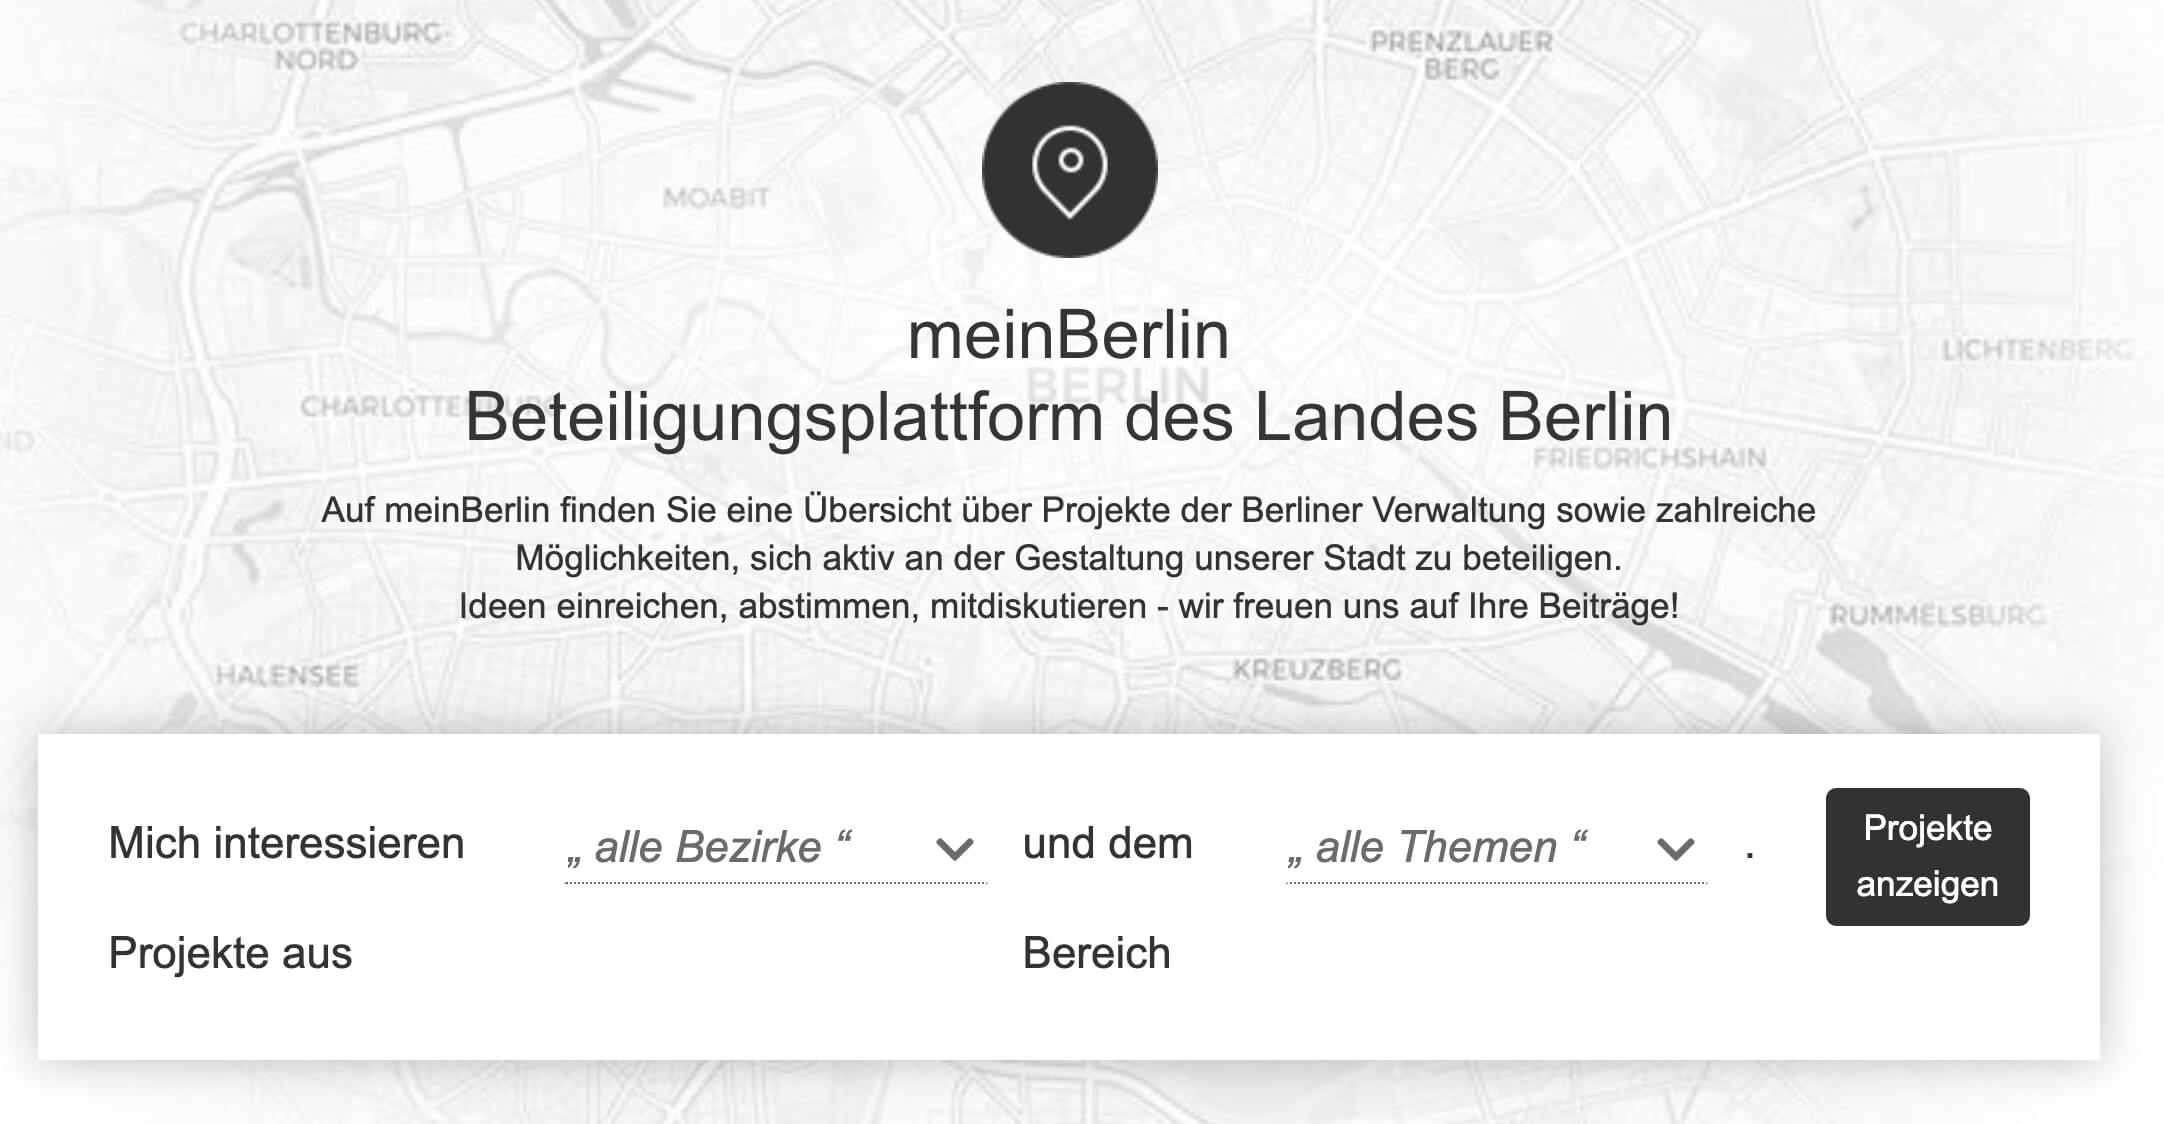 CHARLOTTENBURG-
NORD
PRENZLAUER
BERG
MOABIT
meinBerlin
LICHTENBERG
BERLIN
CHARLOTTENBURG
Beteiligungsplattform des Landes Berlin
ND
FRIEDRICHSHAIN
Auf meinBerlin finden Sie eine Übersicht über Projekte der Berliner Verwaltung sowie zahlreiche
Möglichkeiten, sich aktiv an der Gestaltung unserer Stadt zu beteiligen.
Ideen einreichen, abstimmen, mitdiskutieren - wir freuen uns auf Ihre Beiträge!
RUMMELSBURG
HALENSEE
KREUZBERG
Mich interessieren
Projekte aus
„ alle Bezirke “
und dem
Bereich
„ alle Themen “
.
Projekte
anzeigen